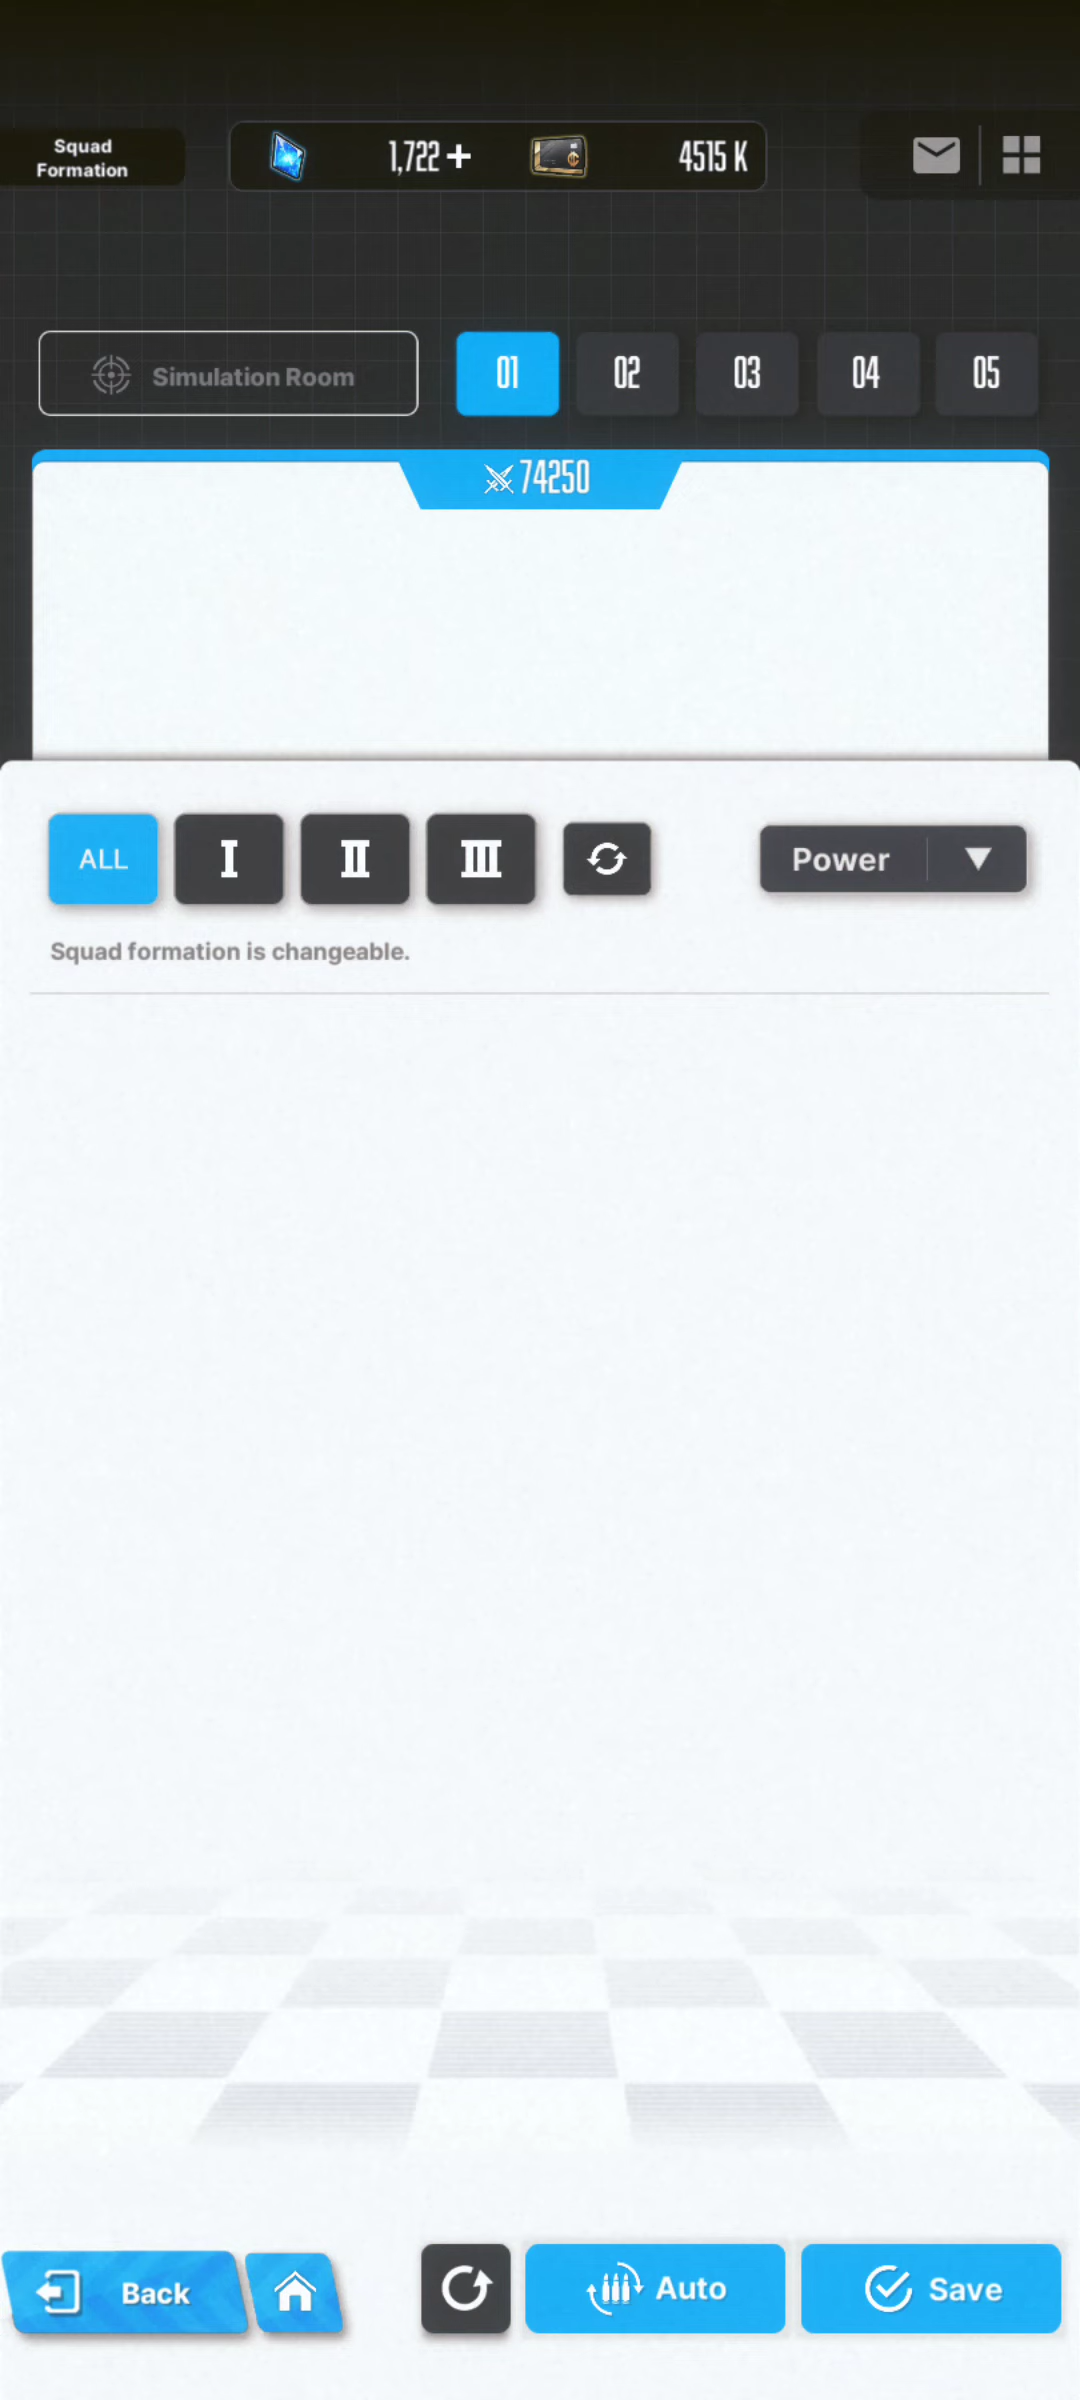 Squad
Formation
1,722 +
4515 K
Simulation Room
01
02
03
04
05
74250
ALL
I
II
III
Power
Squad formation is changeable.
Back
Auto
Save